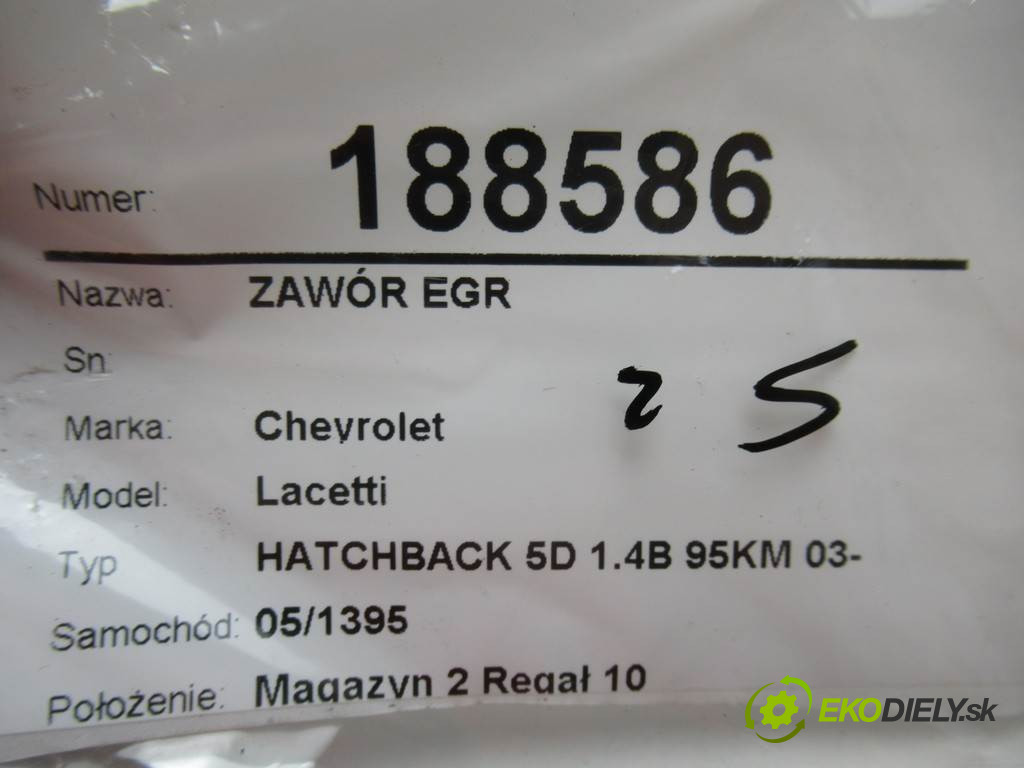 Numer: 188586
Nazwa: ZAWÓR EGR
Sn:
2 5
Marka: Chevrolet
Model: Lacetti
Typ HATCHBACK 5D 1.4B 95KM 03-
Samochód: 05/1395
Położenie: Magazyn 2 Regał 10
EKODIELY.sk